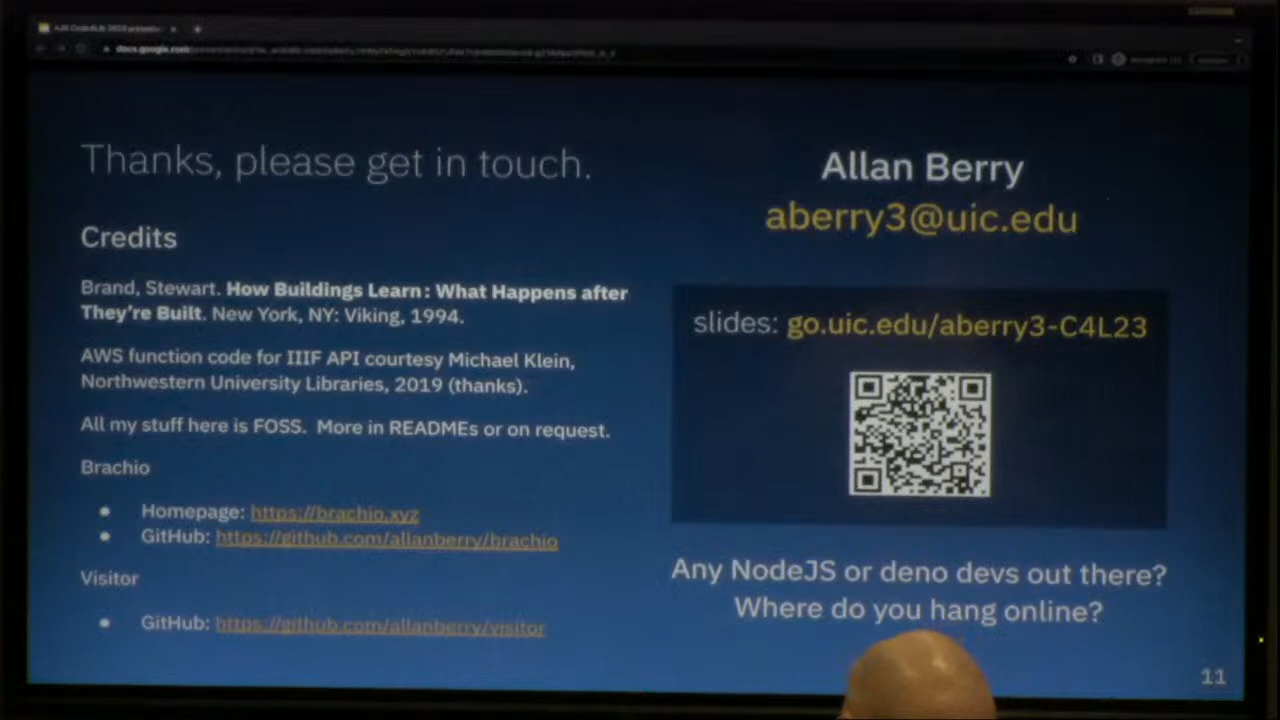 docs.google.com
Thanks, please get in touch.
Credits
Brand, Stewart. How Buildings Learn: What Happens after
They're Built. New York, NY: Viking, 1994.
AWS function code for IIIF API courtesy Michael Klein,
Northwestern University Libraries, 2019 (thanks).
All my stuff here is FOSS. More in READMEs or on request.
Brachio
● Homepage: https://brachio.xyz
● GitHub: https://github.com/allanberry/brachio
Visitor
● GitHub: https://github.com/allanberry/visitor
Allan Berry
aberry3@uic.edu
slides: go.uic.edu/aberry3-C4L23
Any NodeJS or deno devs out there?
Where do you hang online?
11